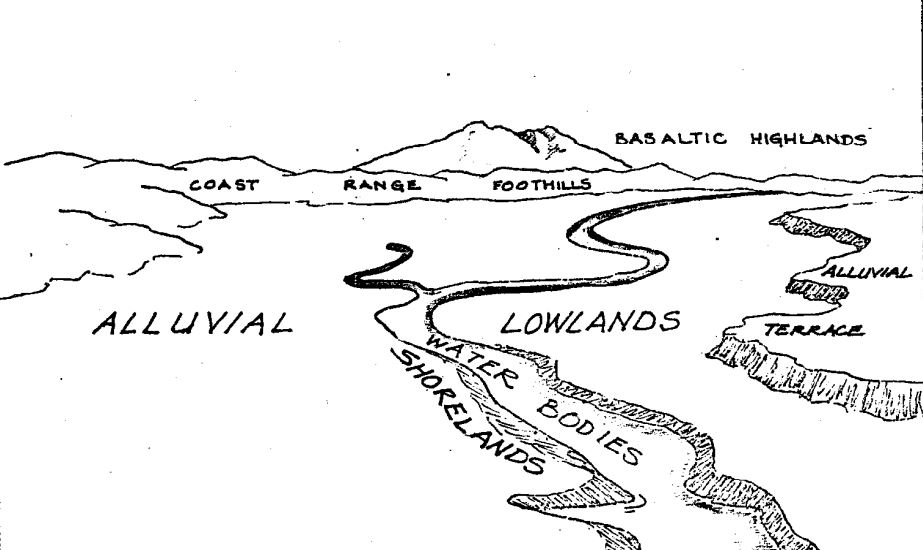 BASALTIC HIGHLANDS
COAST RANGE FOOTHILLS
ALLUVIAL
TERRACE
ALLUVIAL LOWLANDS
WATER
BODIES
SHORELANDS